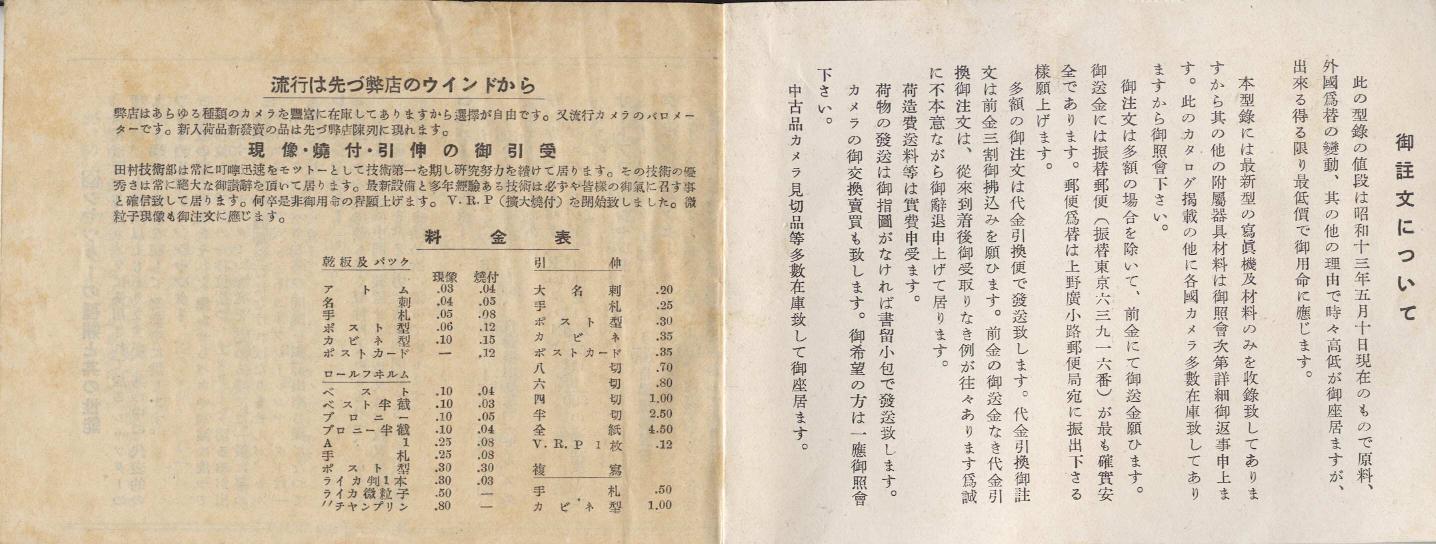 御註文について
此の型錄の値段は昭和十三年五月十日現在のもので原料、
外國爲替の變動、其の他の理由で時々高低が御座居ますが、
出來る得る限り最低價で御用命に應じます。
本型錄には最新型の寫眞機及材料のみを收錄致してありま
すから其の他の附屬器具材料は御照會次第詳細御返事申上ま
す。此のカタログ掲載の他に各國カメラ多數在庫致してあり
ますから御照會下さい。
御注文は多額の場合を除いて、前金にて御送金願ひます。
御送金には振替郵便(振替東京六三九一六番)が最も確實安
全であります。郵便爲替は上野廣小路郵便局宛に振出下さる
樣願上げます。
多額の御注文は代金引換便で發送致します。代金引換御註
文は前金三割御拂込みを願ひます。前金の御送金なき代金引
換御注文は、從來到着後御受取りなき例が往々あります爲誠
に不本意ながら御辭退申上げて居ります。
荷造費送料等は實費申受ます。
荷物の發送は御指圖がなければ書留小包で發送致します。
カメラの御交換賣買も致します。御希望の方は一應御照會
下さい。
中古品カメラ見切品等多數在庫致して御座居ます。
流行は先づ弊店のウインドから
弊店はあらゆる種類のカメラを豐富に在庫してありますから選擇が自由です。又流行カメラのバロメー
ターです。新入荷品新發賣の品は先づ弊店陳列に現れます。
現像・燒付・引伸の御引受
田村技術部は常に叮嚀迅速をモツトーとして技術第一を期し研究努力を續けて居ります。その技術の優
秀さは常に絕大な御讃辭を頂いて居ります。最新設備と多年經驗ある技術は必ずや皆樣の御氣に召す事
と確信致して居ります。何卒是非御用命の程願上げます。V.R.P(擴大燒付)を開始致しました。微
粒子現像も御注文に應じます。
料金表
乾板及パツク
現像 燒付
アトム .03 .04
名刺 .04 .05
手札 .05 .08
ポスト型 .06 .12
カビネ型 .10 .15
ポストカード — .12
ロールフヰルム
ベスト .10 .04
ベスト半截 .10 .03
ブロニー .10 .05
ブロニー半截 .10 .04
A 1 .25 .08
手札 .25 .08
ポスト型 .30 .30
ライカ判1本 .30 .03
ライカ微粒子 .50 —
〃チヤンプリン .80 —
引伸
大名刺 .20
手札 .25
ポスト型 .30
カビネ .35
ポストカード .35
八切 .70
六切 .80
四切 1.00
半切 2.50
全紙 4.50
V.R.P 1枚 .12
複寫
手札 .50
カビネ型 1.00